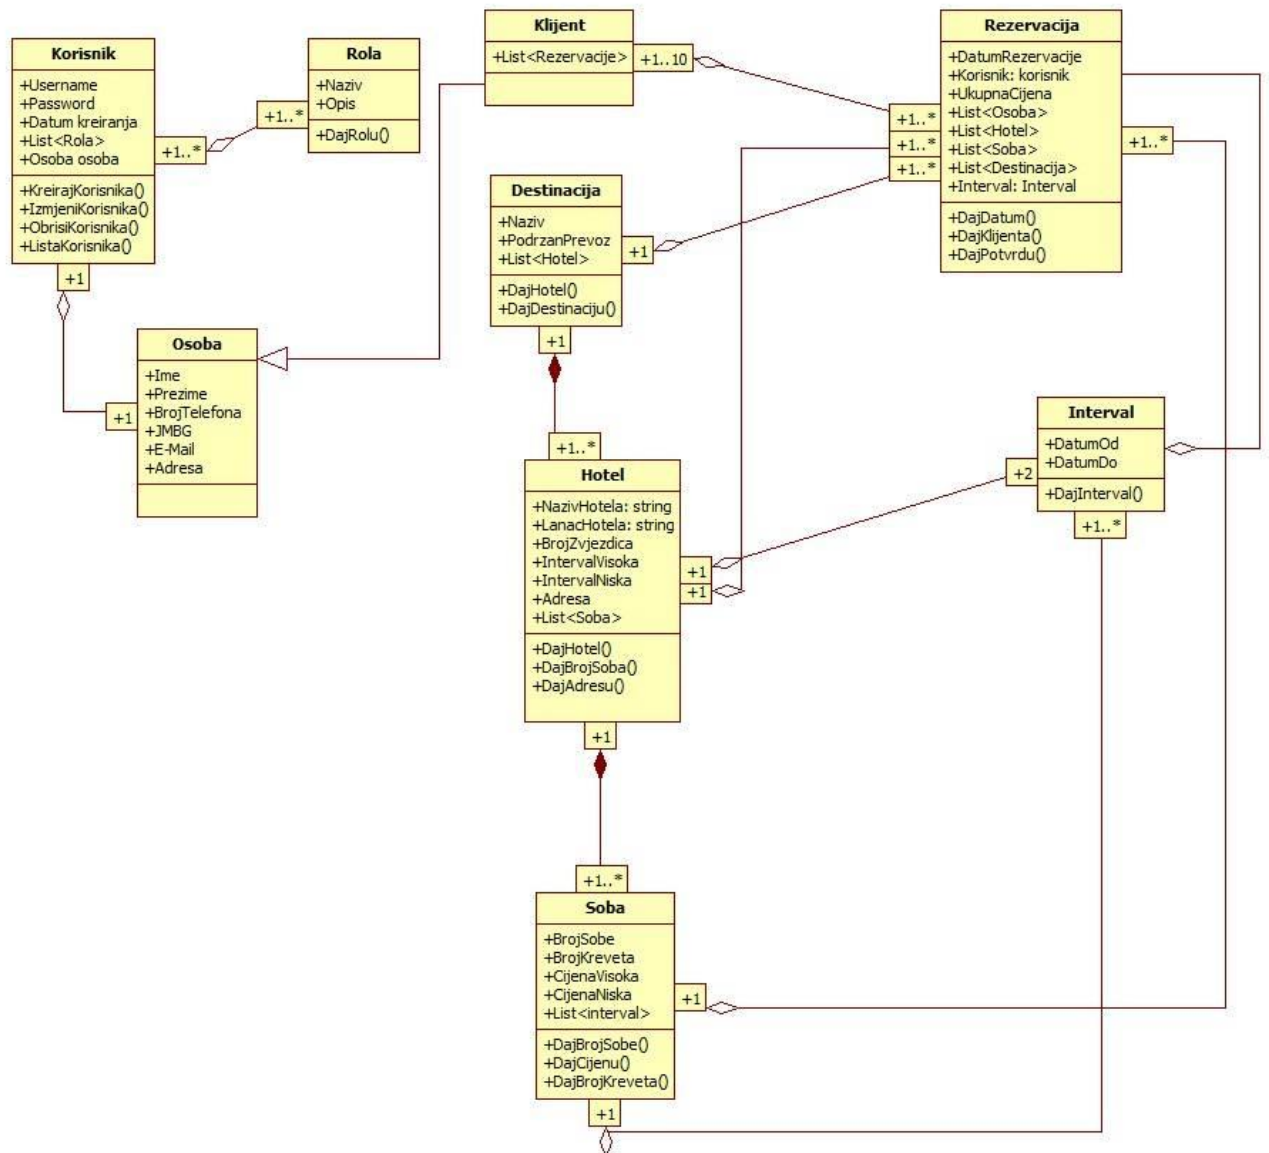 Korisnik
+Username
+Password
+Datum kreiranja
+List<Rola>
+Osoba osoba
+KreirajKorisnika()
+IzmjeniKorisnika()
+ObrisiKorisnika()
+ListaKorisnika()
+1..*
+1
Rola
+Naziv
+Opis
+DajRolu()
+1..*
Klijent
+List<Rezervacije>
+1..10
Rezervacija
+DatumRezervacije
+Korisnik: korisnik
+UkupnaCijena
+List<Osoba>
+List<Hotel>
+List<Soba>
+List<Destinacija>
+Interval: Interval
+DajDatum()
+DajKlijenta()
+DajPotvrdu()
+1..*
+1..*
+1..*
+1..*
Destinacija
+Naziv
+PodrzanPrevoz
+List<Hotel>
+DajHotel()
+DajDestinaciju()
+1
+1
Osoba
+Ime
+Prezime
+BrojTelefona
+JMBG
+E-Mail
+Adresa
+1
Interval
+DatumOd
+DatumDo
+DajInterval()
+2
+1..*
+1..*
Hotel
+NazivHotela: string
+LanacHotela: string
+BrojZvjezdica
+IntervalVisoka
+IntervalNiska
+Adresa
+List<Soba>
+DajHotel()
+DajBrojSoba()
+DajAdresu()
+1
+1
+1
+1..*
Soba
+BrojSobe
+BrojKreveta
+CijenaVisoka
+CijenaNiska
+List<interval>
+DajBrojSobe()
+DajCijenu()
+DajBrojKreveta()
+1
+1